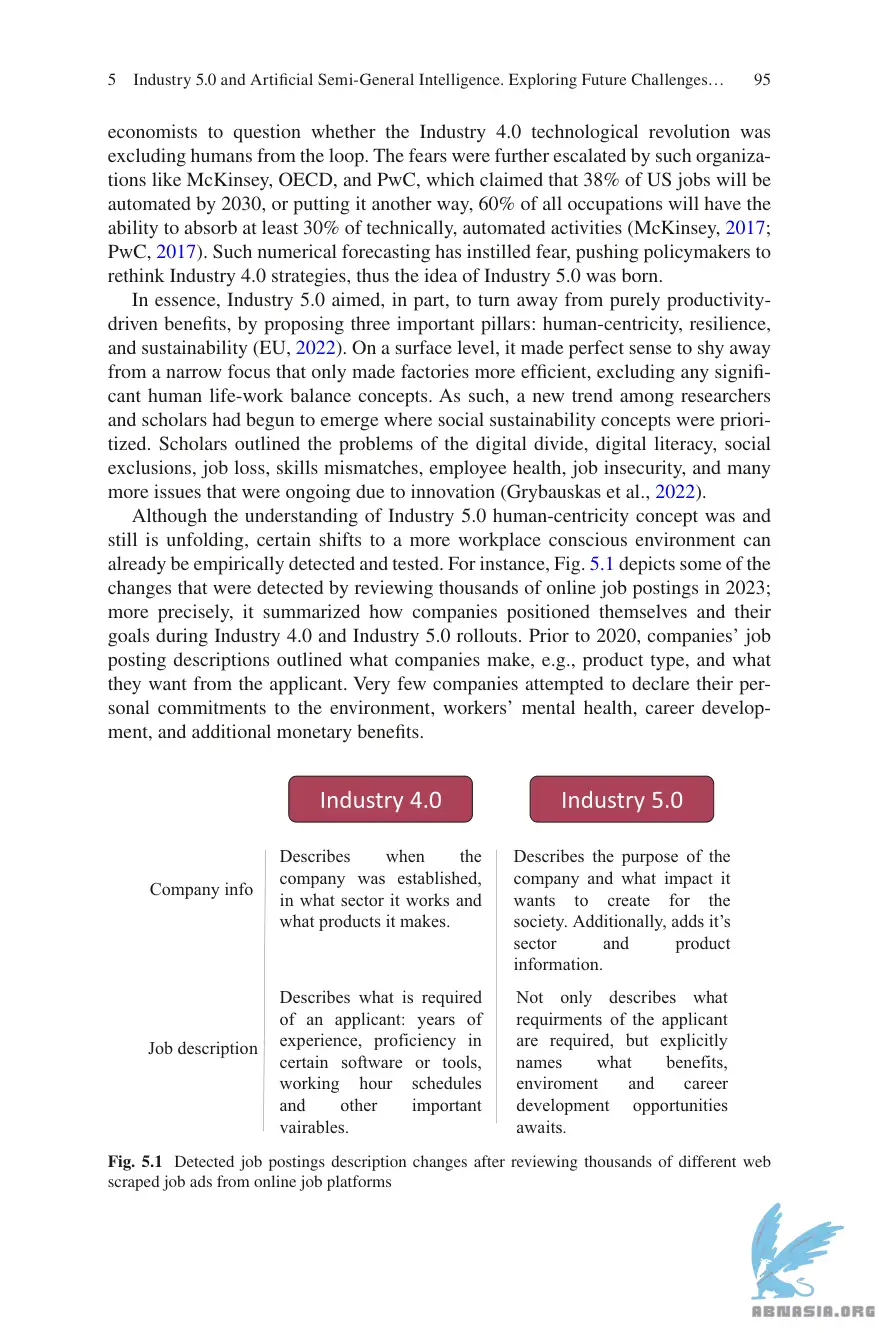 5 Industry 5.0 and Artificial Semi-General Intelligence. Exploring Future Challenges… 95
economists to question whether the Industry 4.0 technological revolution was
excluding humans from the loop. The fears were further escalated by such organiza-
tions like McKinsey, OECD, and PwC, which claimed that 38% of US jobs will be
automated by 2030, or putting it another way, 60% of all occupations will have the
ability to absorb at least 30% of technically, automated activities (McKinsey, 2017;
PwC, 2017). Such numerical forecasting has instilled fear, pushing policymakers to
rethink Industry 4.0 strategies, thus the idea of Industry 5.0 was born.
In essence, Industry 5.0 aimed, in part, to turn away from purely productivity-
driven benefits, by proposing three important pillars: human-centricity, resilience,
and sustainability (EU, 2022). On a surface level, it made perfect sense to shy away
from a narrow focus that only made factories more efficient, excluding any signifi-
cant human life-work balance concepts. As such, a new trend among researchers
and scholars had begun to emerge where social sustainability concepts were priori-
tized. Scholars outlined the problems of the digital divide, digital literacy, social
exclusions, job loss, skills mismatches, employee health, job insecurity, and many
more issues that were ongoing due to innovation (Grybauskas et al., 2022).
Although the understanding of Industry 5.0 human-centricity concept was and
still is unfolding, certain shifts to a more workplace conscious environment can
already be empirically detected and tested. For instance, Fig. 5.1 depicts some of the
changes that were detected by reviewing thousands of online job postings in 2023;
more precisely, it summarized how companies positioned themselves and their
goals during Industry 4.0 and Industry 5.0 rollouts. Prior to 2020, companies' job
posting descriptions outlined what companies make, e.g., product type, and what
they want from the applicant. Very few companies attempted to declare their per-
sonal commitments to the environment, workers' mental health, career develop-
ment, and additional monetary benefits.
Industry 4.0
Industry 5.0
Company info
Describes when the
company was established,
in what sector it works and
what products it makes.
Describes the purpose of the
company and what impact it
wants to create for the
society. Additionally, adds it's
sector and product
information.
Job description
Describes what is required
of an applicant: years of
experience, proficiency in
certain software or tools,
working hour schedules
and other important
vairables.
Not only describes what
requirments of the applicant
are required, but explicitly
names what benefits,
enviroment and career
development opportunities
awaits.
Fig. 5.1 Detected job postings description changes after reviewing thousands of different web
scraped job ads from online job platforms
ABNASIA.ORG